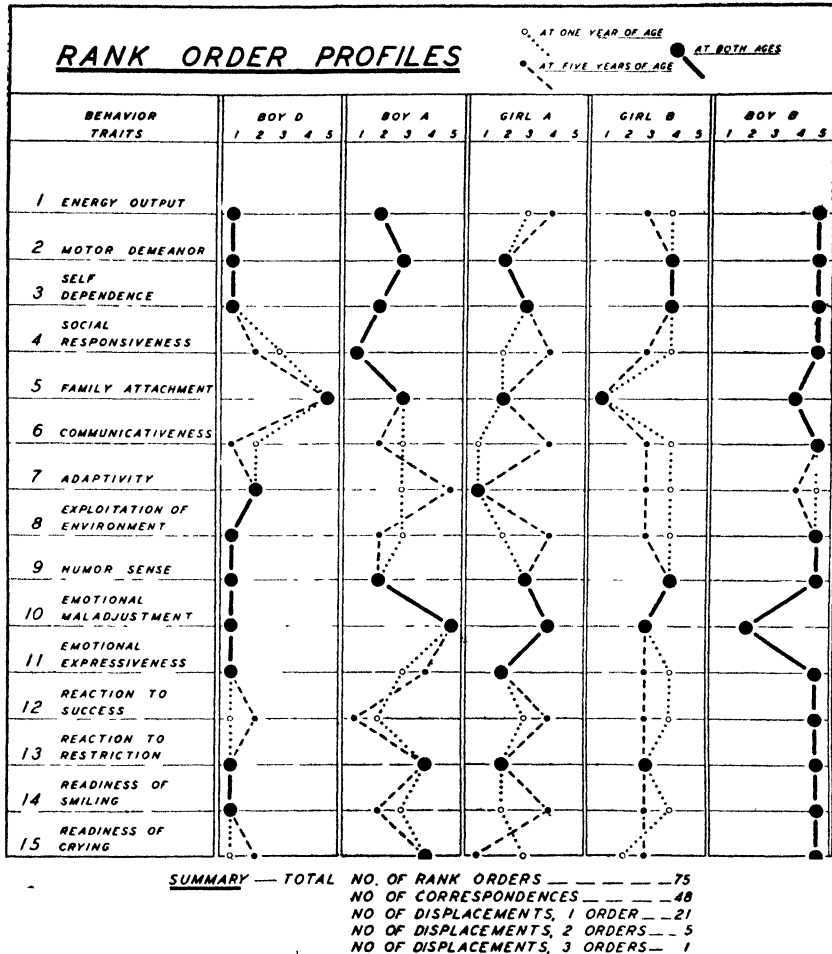 RANK ORDER PROFILES
AT ONE YEAR OF AGE
AT FIVE YEARS OF AGE
AT BOTH AGES
BEHAVIOR TRAITS
BOY D
1 2 3 4 5
BOY A
1 2 3 4 5
GIRL A
1 2 3 4 5
GIRL B
1 2 3 4 5
BOY B
1 2 3 4 5
1 ENERGY OUTPUT
2 MOTOR DEMEANOR
3 SELF DEPENDENCE
4 SOCIAL RESPONSIVENESS
5 FAMILY ATTACHMENT
6 COMMUNICATIVENESS
7 ADAPTIVITY
8 EXPLOITATION OF ENVIRONMENT
9 HUMOR SENSE
10 EMOTIONAL MALADJUSTMENT
11 EMOTIONAL EXPRESSIVENESS
12 REACTION TO SUCCESS
13 REACTION TO RESTRICTION
14 READINESS OF SMILING
15 READINESS OF CRYING
SUMMARY — TOTAL NO. OF RANK ORDERS — — — — — 75
NO OF CORRESPONDENCES — — — — 48
NO OF DISPLACEMENTS, 1 ORDER — — 21
NO OF DISPLACEMENTS, 2 ORDERS — — 5
NO OF DISPLACEMENTS, 3 ORDERS — 1